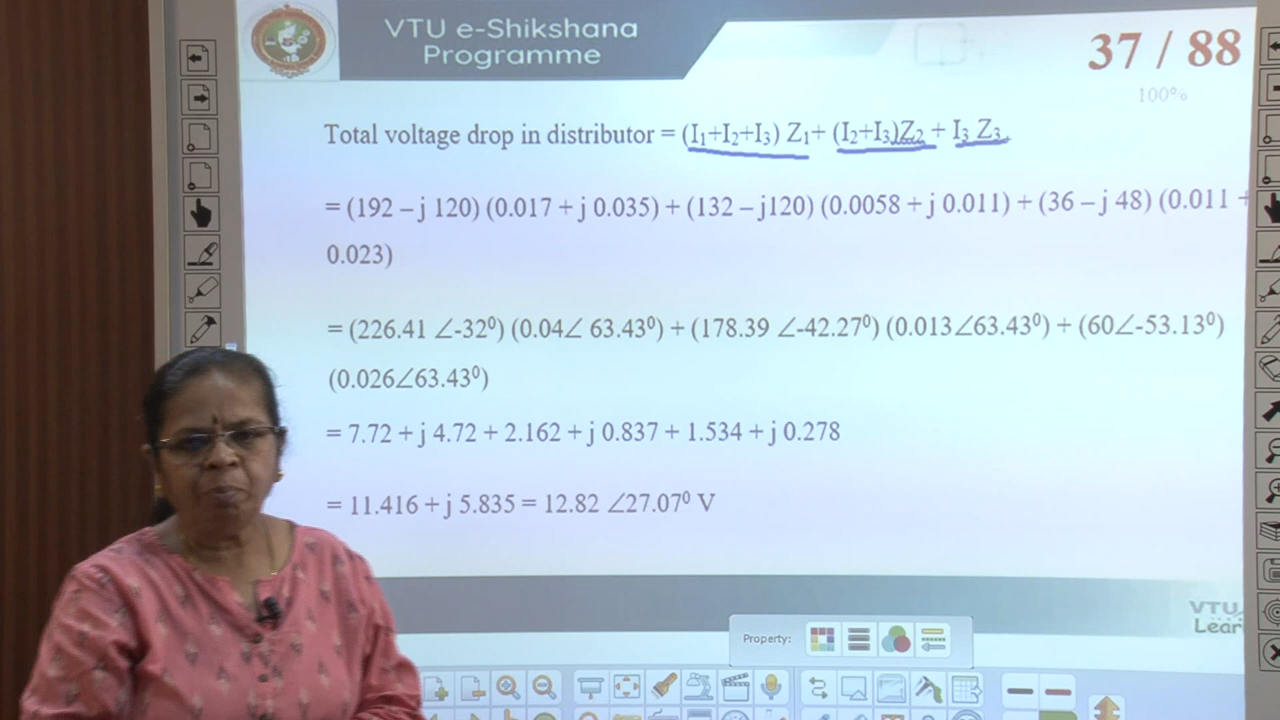 VTU e-Shikshana
Programme
37 / 88
100%
Total voltage drop in distributor = (I₁+I₂+I₃) Z₁+ (I₂+I₃)Z₂ + I₃ Z₃.
= (192 – j 120) (0.017 + j 0.035) + (132 – j120) (0.0058 + j 0.011) + (36 – j 48) (0.011 +
0.023)
= (226.41 ∠-32⁰) (0.04∠ 63.43⁰) + (178.39 ∠-42.27⁰) (0.013∠63.43⁰) + (60∠-53.13⁰)
(0.026∠63.43⁰)
= 7.72 + j 4.72 + 2.162 + j 0.837 + 1.534 + j 0.278
= 11.416 + j 5.835 = 12.82 ∠27.07⁰ V
VTU
Lear
Property: